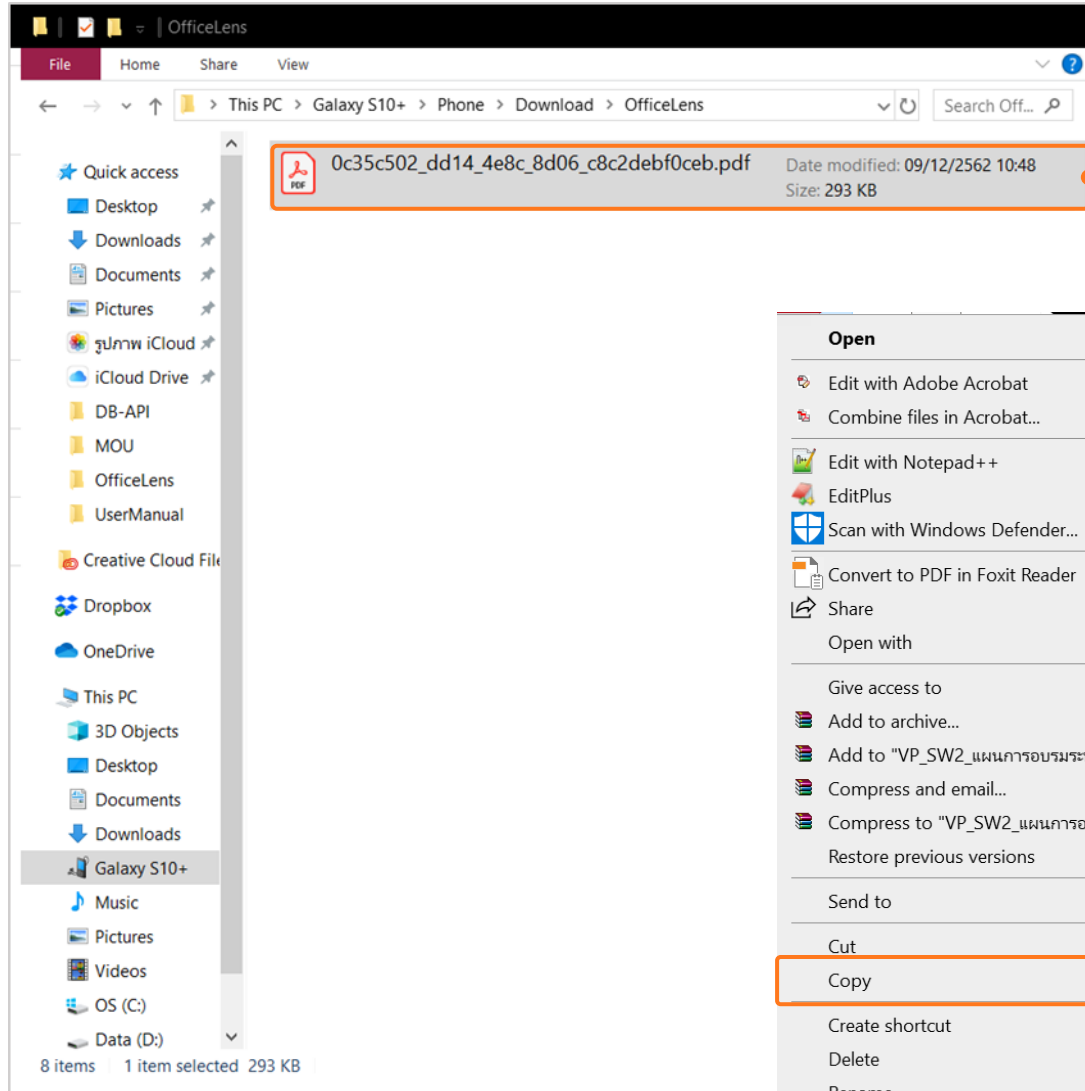 OfficeLens
File Home Share View
This PC > Galaxy S10+ > Phone > Download > OfficeLens
Search Off...
Quick access
Desktop
Downloads
Documents
Pictures
รูปภาพ iCloud
iCloud Drive
DB-API
MOU
OfficeLens
UserManual
Creative Cloud File
Dropbox
OneDrive
This PC
3D Objects
Desktop
Documents
Downloads
Galaxy S10+
Music
Pictures
Videos
OS (C:)
Data (D:)
8 items 1 item selected 293 KB
PDF
0c35c502_dd14_4e8c_8d06_c8c2debf0ceb.pdf
Date modified: 09/12/2562 10:48
Size: 293 KB
Open
Edit with Adobe Acrobat
Combine files in Acrobat...
Edit with Notepad++
EditPlus
Scan with Windows Defender...
Convert to PDF in Foxit Reader
Share
Open with
Give access to
Add to archive...
Add to "VP_SW2_แผนการอบรมระ
Compress and email...
Compress to "VP_SW2_แผนการอ
Restore previous versions
Send to
Cut
Copy
Create shortcut
Delete